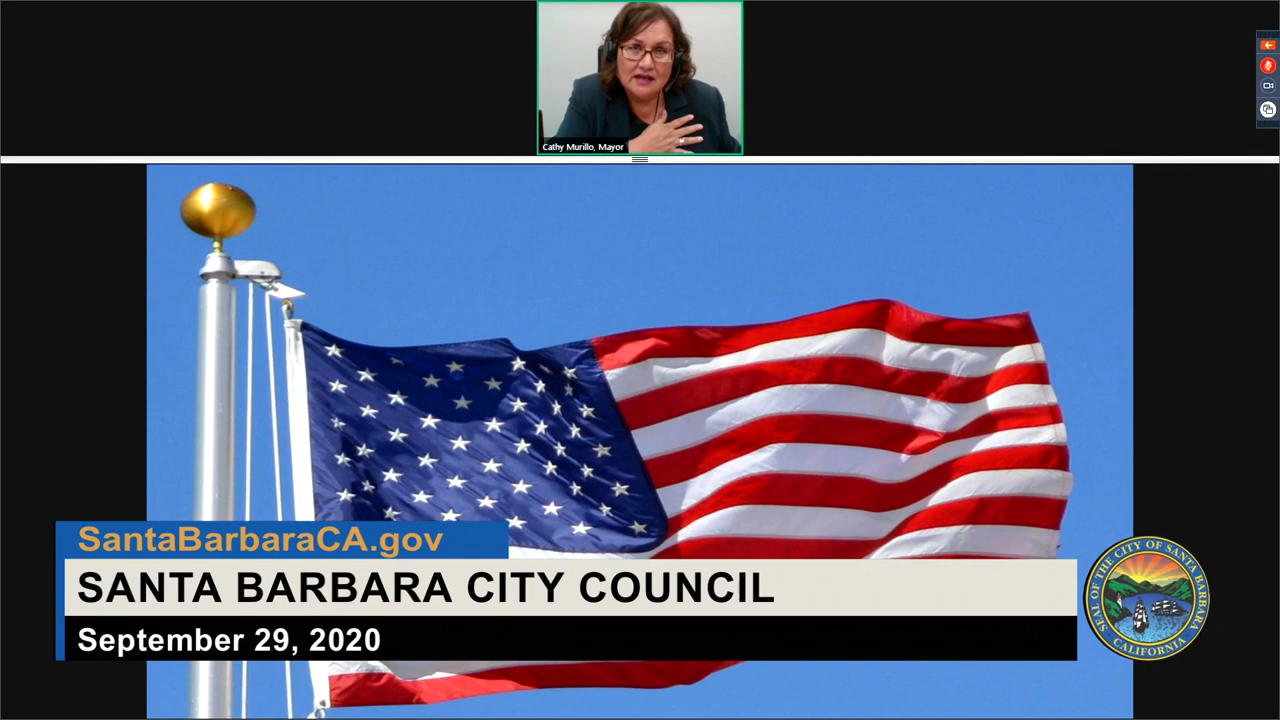 Cathy Murillo, Mayor
SantaBarbaraCA.gov
SANTA BARBARA CITY COUNCIL
September 29, 2020
SEAL OF THE CITY OF SANTA BARBARA
CALIFORNIA